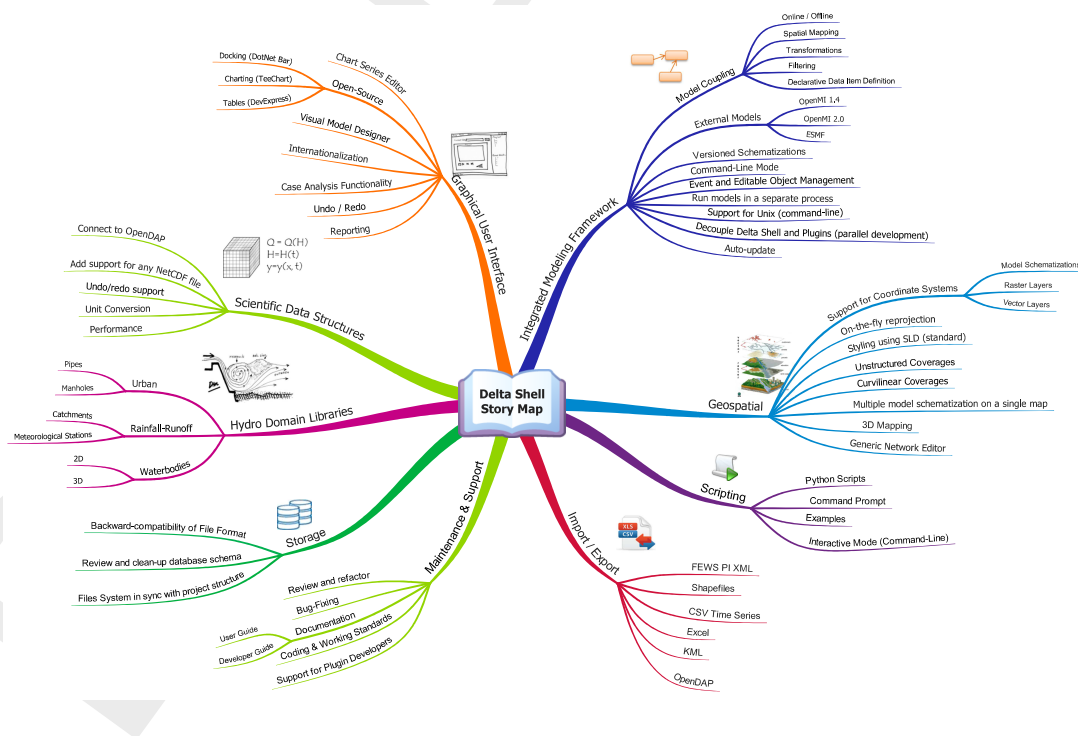 Delta Shell
Story Map
Integrated Modeling Framework
Model Coupling
Online / Offline
Spatial Mapping
Transformations
Filtering
Declarative Data Item Definition
External Models
OpenMI 1.4
OpenMI 2.0
ESMF
Versioned Schematizations
Command-Line Mode
Event and Editable Object Management
Run models in a separate process
Support for Unix (command-line)
Decouple Delta Shell and Plugins (parallel development)
Auto-update
Geospatial
Support for Coordinate Systems
Model Schematizations
Raster Layers
Vector Layers
On-the-fly reprojection
Styling using SLD (standard)
Unstructured Coverages
Curvilinear Coverages
Multiple model schematization on a single map
3D Mapping
Generic Network Editor
Scripting
Python Scripts
Command Prompt
Examples
Interactive Mode (Command-Line)
Import / Export
XLS
CSV
FEWS PI XML
Shapefiles
CSV Time Series
Excel
KML
OpenDAP
Maintenance & Support
Review and refactor
Bug-Fixing
Documentation
User Guide
Developer Guide
Coding & Working Standards
Support for Plugin Developers
Storage
Backward-compatibility of File Format
Review and clean-up database schema
Files System in sync with project structure
Hydro Domain Libraries
Urban
Pipes
Manholes
Rainfall-Runoff
Catchments
Meteorological Stations
Waterbodies
2D
3D
Scientific Data Structures
Q = Q(H)
H=H(t)
y=y(x,t)
Connect to OpenDAP
Add support for any NetCDF file
Undo/redo support
Unit Conversion
Performance
Graphical User Interface
Chart Series Editor
Open-Source
Docking (DotNet Bar)
Charting (TeeChart)
Tables (DevExpress)
Visual Model Designer
Internationalization
Case Analysis Functionality
Undo / Redo
Reporting